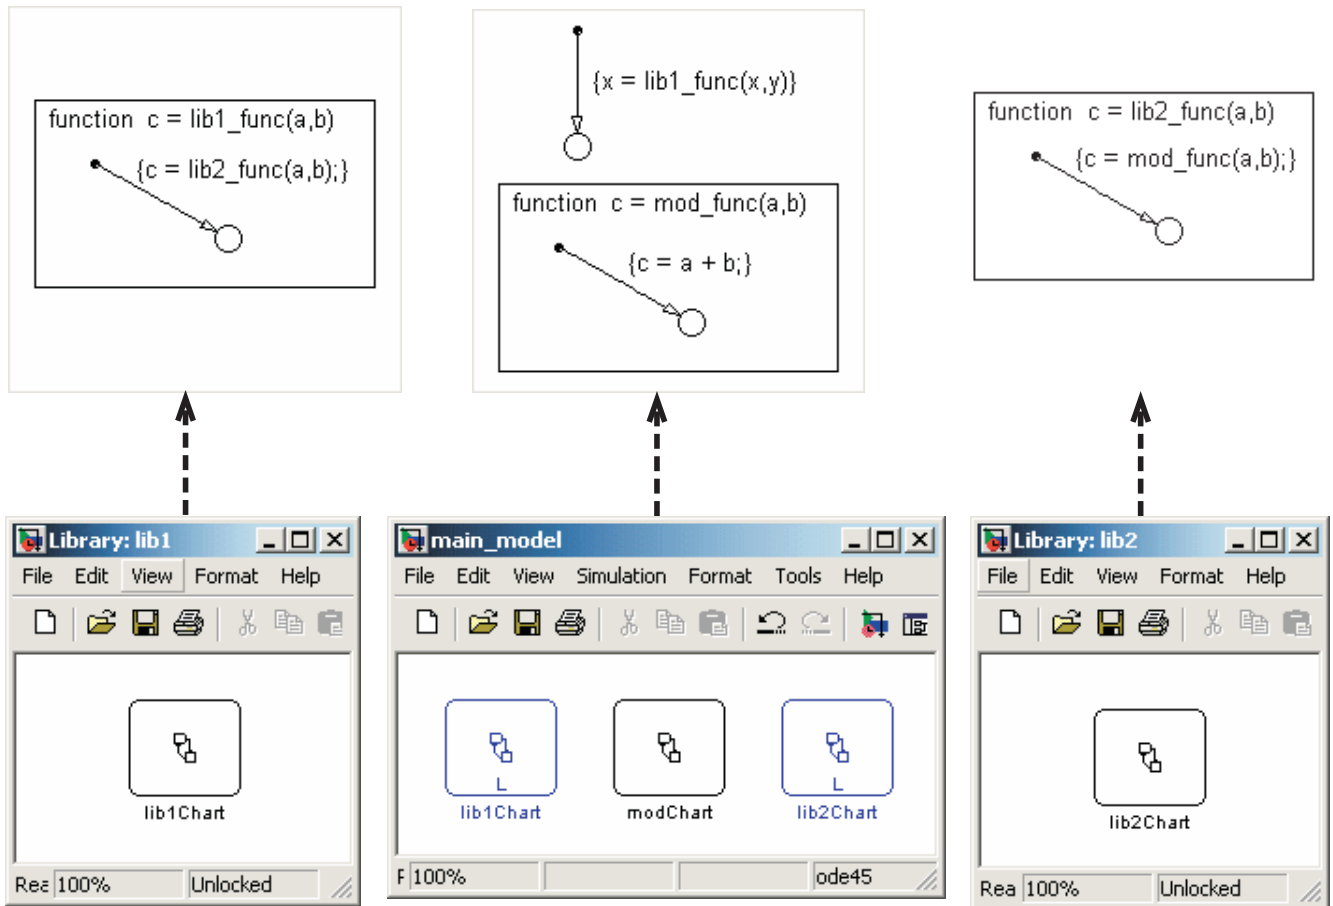 function c = lib1_func(a,b)
{c = lib2_func(a,b);}
{x = lib1_func(x,y)}
function c = mod_func(a,b)
{c = a + b;}
function c = lib2_func(a,b)
{c = mod_func(a,b);}
Library: lib1
File Edit View Format Help
lib1Chart
Rea 100% Unlocked
main_model
File Edit View Simulation Format Tools Help
L L
lib1Chart modChart lib2Chart
F 100% ode45
Library: lib2
File Edit View Format Help
lib2Chart
Rea 100% Unlocked